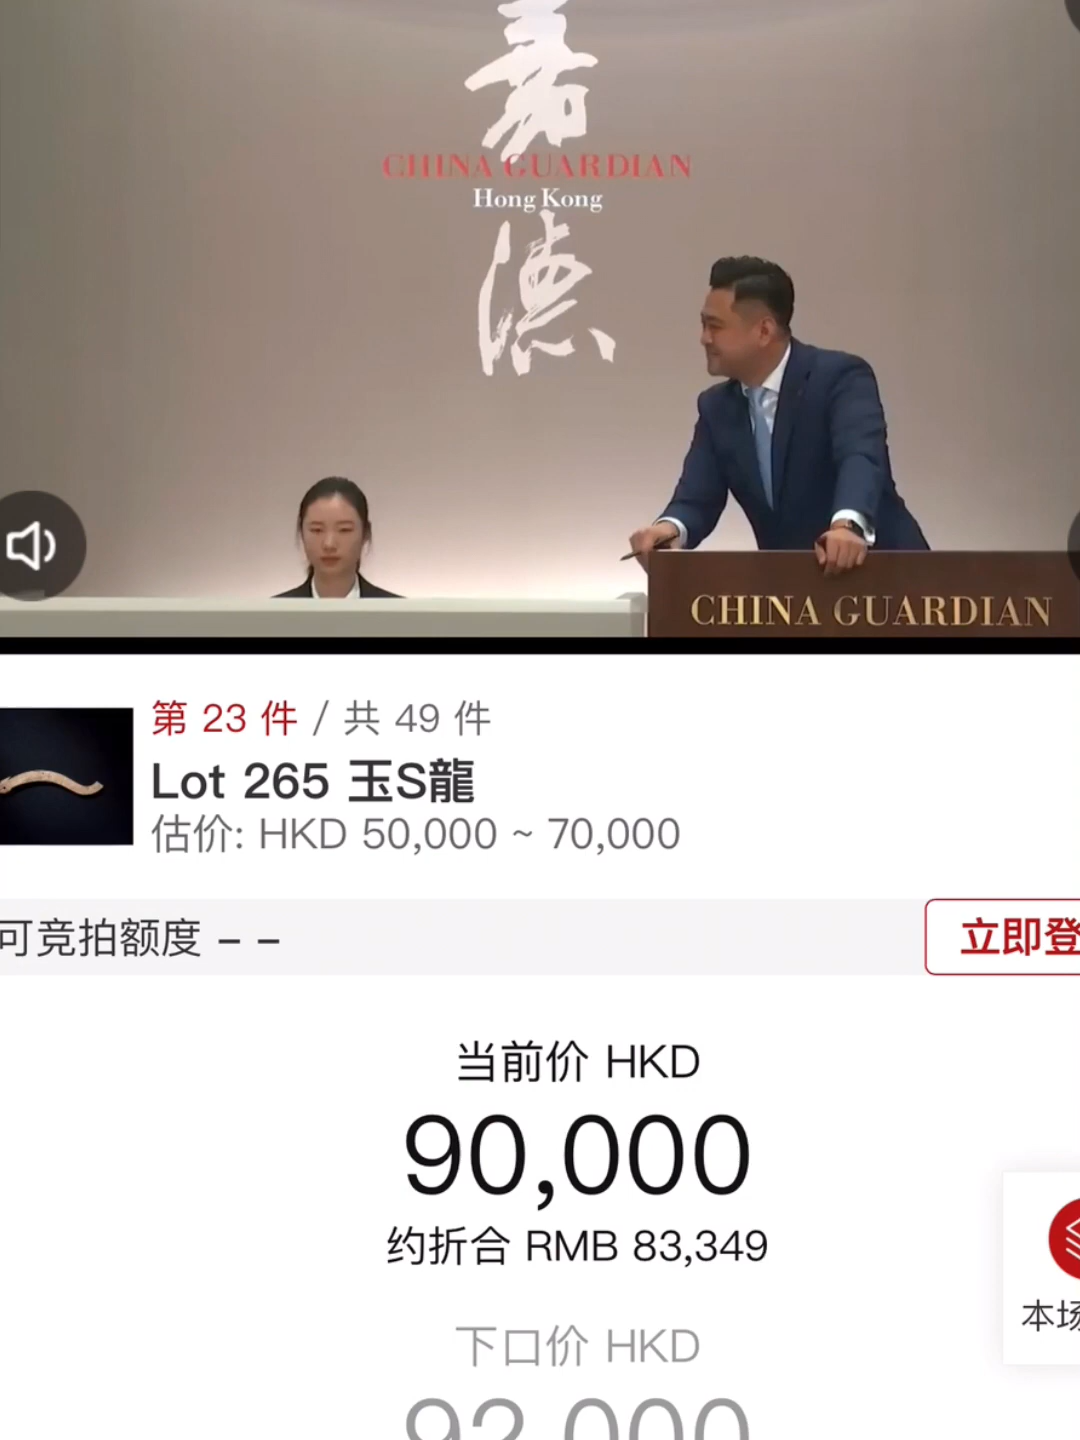 嘉
CHINA GUARDIAN
Hong Kong
德
CHINA GUARDIAN
第 23 件 / 共 49 件
Lot 265 玉S龍
估价: HKD 50,000 ~ 70,000
可竞拍额度 – –
立即登
当前价 HKD
90,000
约折合 RMB 83,349
本场
下口价 HKD
92,000